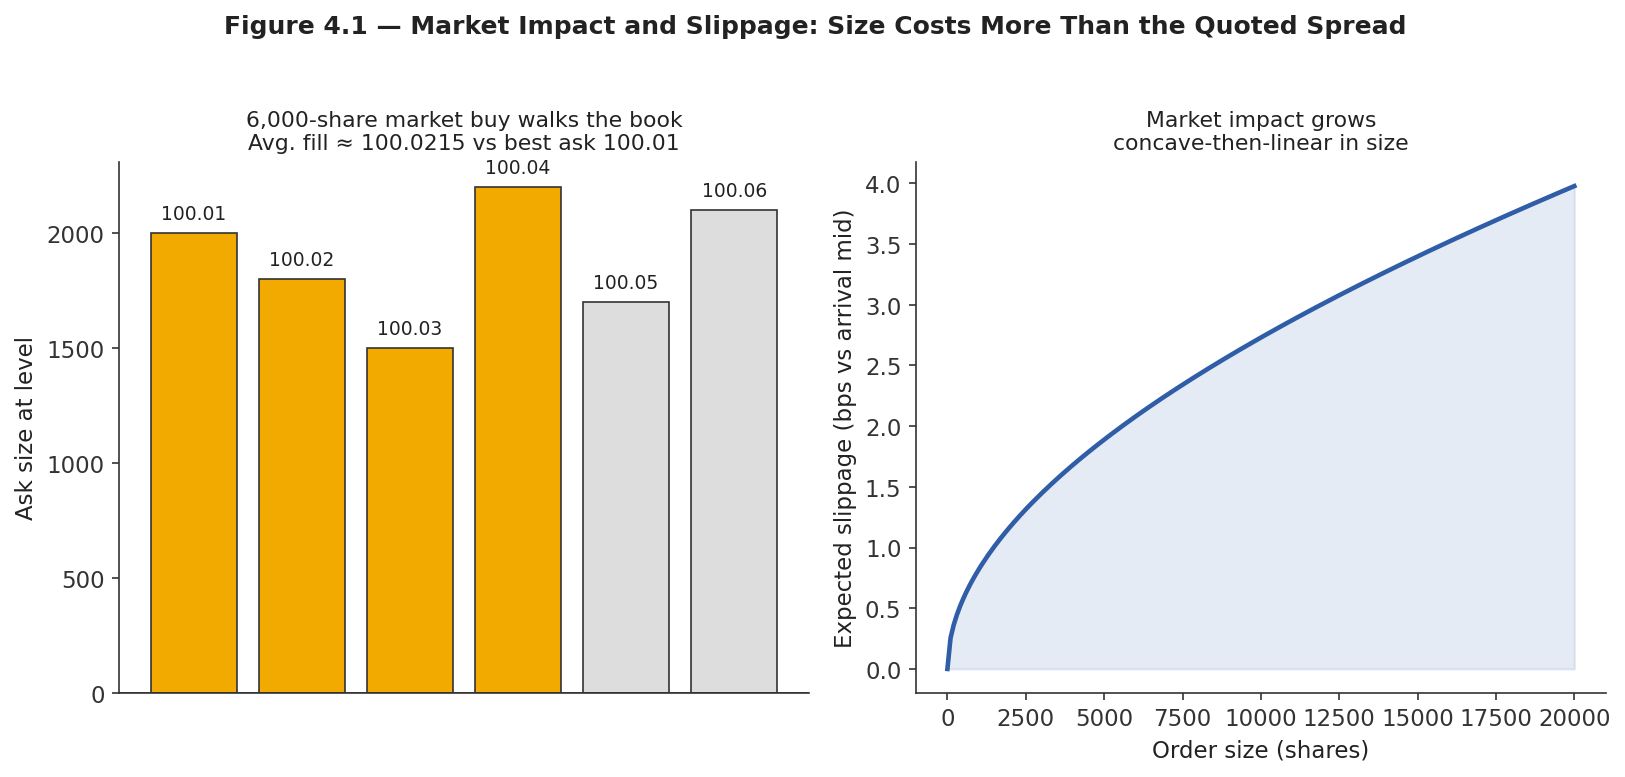 Figure 4.1 — Market Impact and Slippage: Size Costs More Than the Quoted Spread
6,000-share market buy walks the book
Avg. fill ≈ 100.0215 vs best ask 100.01
Ask size at level
2000
1500
1000
500
0
100.01
100.02
100.03
100.04
100.05
100.06
Market impact grows
concave-then-linear in size
Expected slippage (bps vs arrival mid)
4.0
3.5
3.0
2.5
2.0
1.5
1.0
0.5
0.0
0 2500 5000 7500 10000 12500 15000 17500 20000
Order size (shares)